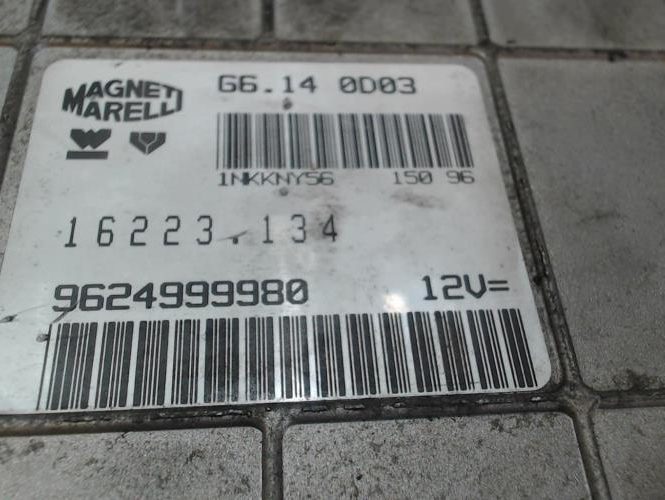 MAGNETI
MARELLI
G6.14 0D03
1NKKNY56 150 96
16223.134
9624999980 12V=